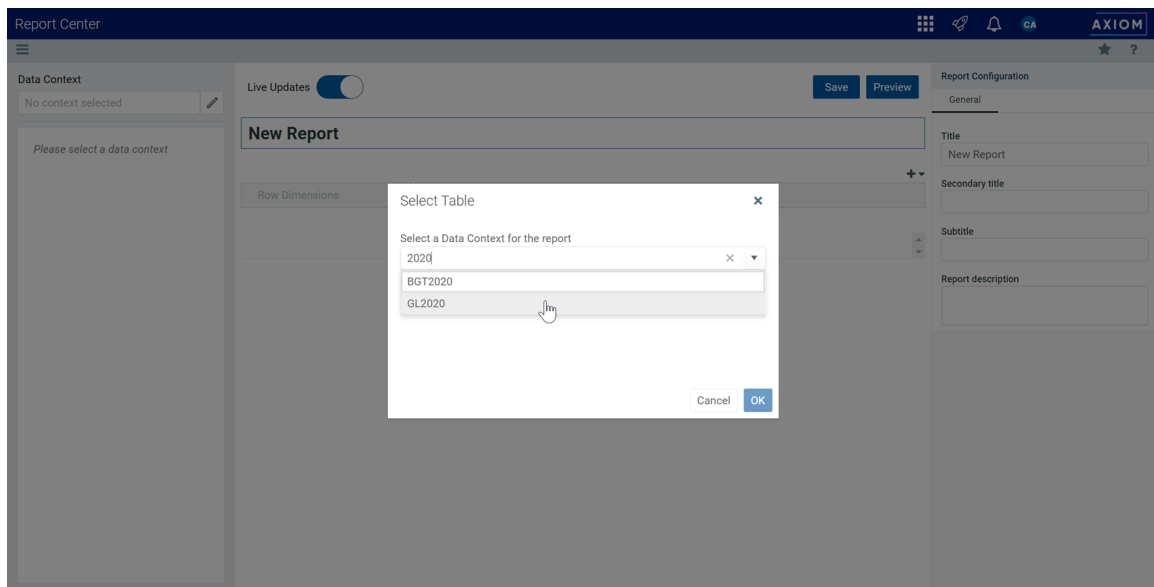 Report Center
CA
AXIOM
?
Data Context
No context selected
Please select a data context
Live Updates
Save
Preview
New Report
Row Dimensions
Select Table
Select a Data Context for the report
2020
BGT2020
GL2020
Cancel
OK
Report Configuration
General
Title
New Report
Secondary title
Subtitle
Report description